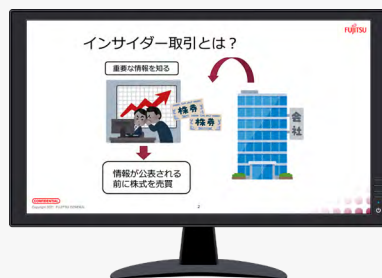 FUJITSU
インサイダー取引とは？
重要な情報を知る
株券
株券
会社
情報が公表される
前に株式を売買
CONFIDENTIAL
2